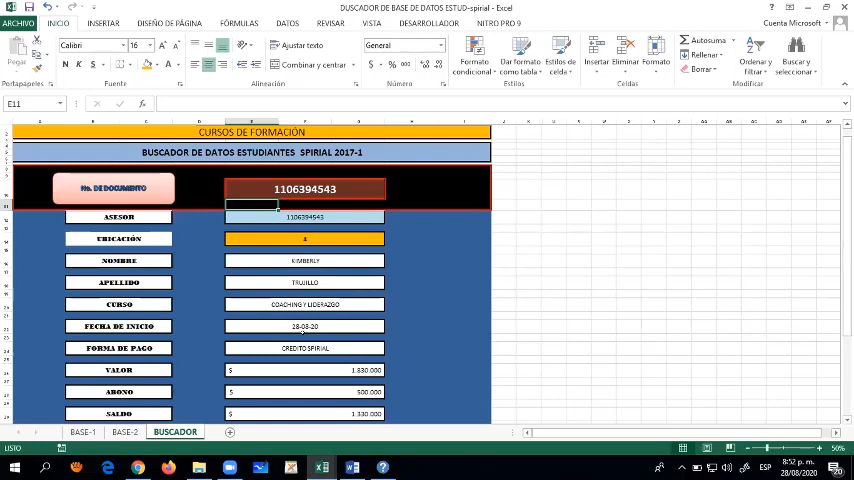 DUSCADOR DE BASE DE DATOS ESTUD-spirial - Excel
ARCHIVO INICIO INSERTAR DISEÑO DE PÁGINA FÓRMULAS DATOS REVISAR VISTA DESARROLLADOR NITRO PRO 9
Cuenta Microsoft
Pegar
Calibri 16
N K S
Ajustar texto
Combinar y centrar
General
$ % 000
Formato condicional
Dar formato como tabla
Estilos de celda
Insertar Eliminar Formato
Autosuma
Rellenar
Borrar
Ordenar y filtrar
Buscar y seleccionar
Portapapeles Fuente Alineación Número Estilos Celdas Modificar
E11
CURSOS DE FORMACIÓN
BUSCADOR DE DATOS ESTUDIANTES SPIRIAL 2017-1
No. DE DOCUMENTO 1106394543
ASESOR 1106394543
UBICACIÓN 4
NOMBRE KIMBERLY
APELLIDO TRUJILLO
CURSO COACHING Y LIDERAZGO
FECHA DE INICIO 28-08-20
FORMA DE PAGO CREDITO SPIRIAL
VALOR $ 1.830.000
ABONO $ 500.000
SALDO $ 1.330.000
BASE-1 BASE-2 BUSCADOR
LISTO 50%
ESP
8:52 p. m.
28/08/2020
20